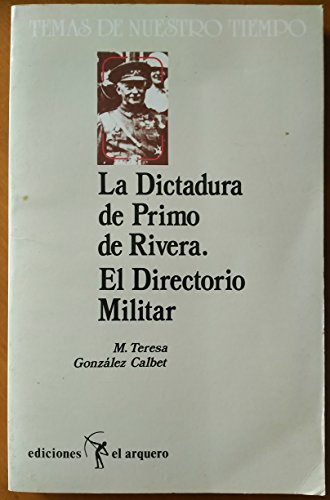 TEMAS DE NUESTRO TIEMPO
La Dictadura
de Primo
de Rivera.
El Directorio
Militar
M. Teresa
González Calbet
ediciones el arquero